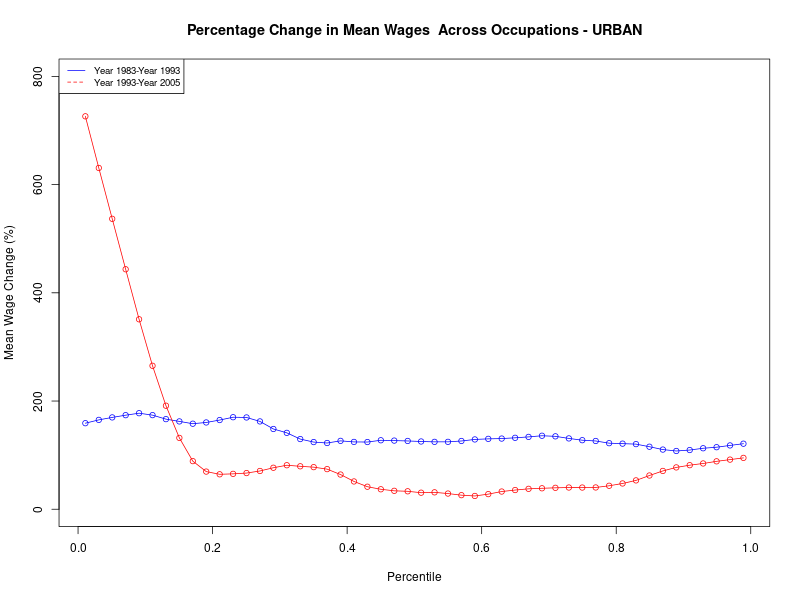 Percentage Change in Mean Wages  Across Occupations - URBAN
Year 1983-Year 1993
Year 1993-Year 2005
Mean Wage Change (%)
800
600
400
200
0
0.0 0.2 0.4 0.6 0.8 1.0
Percentile